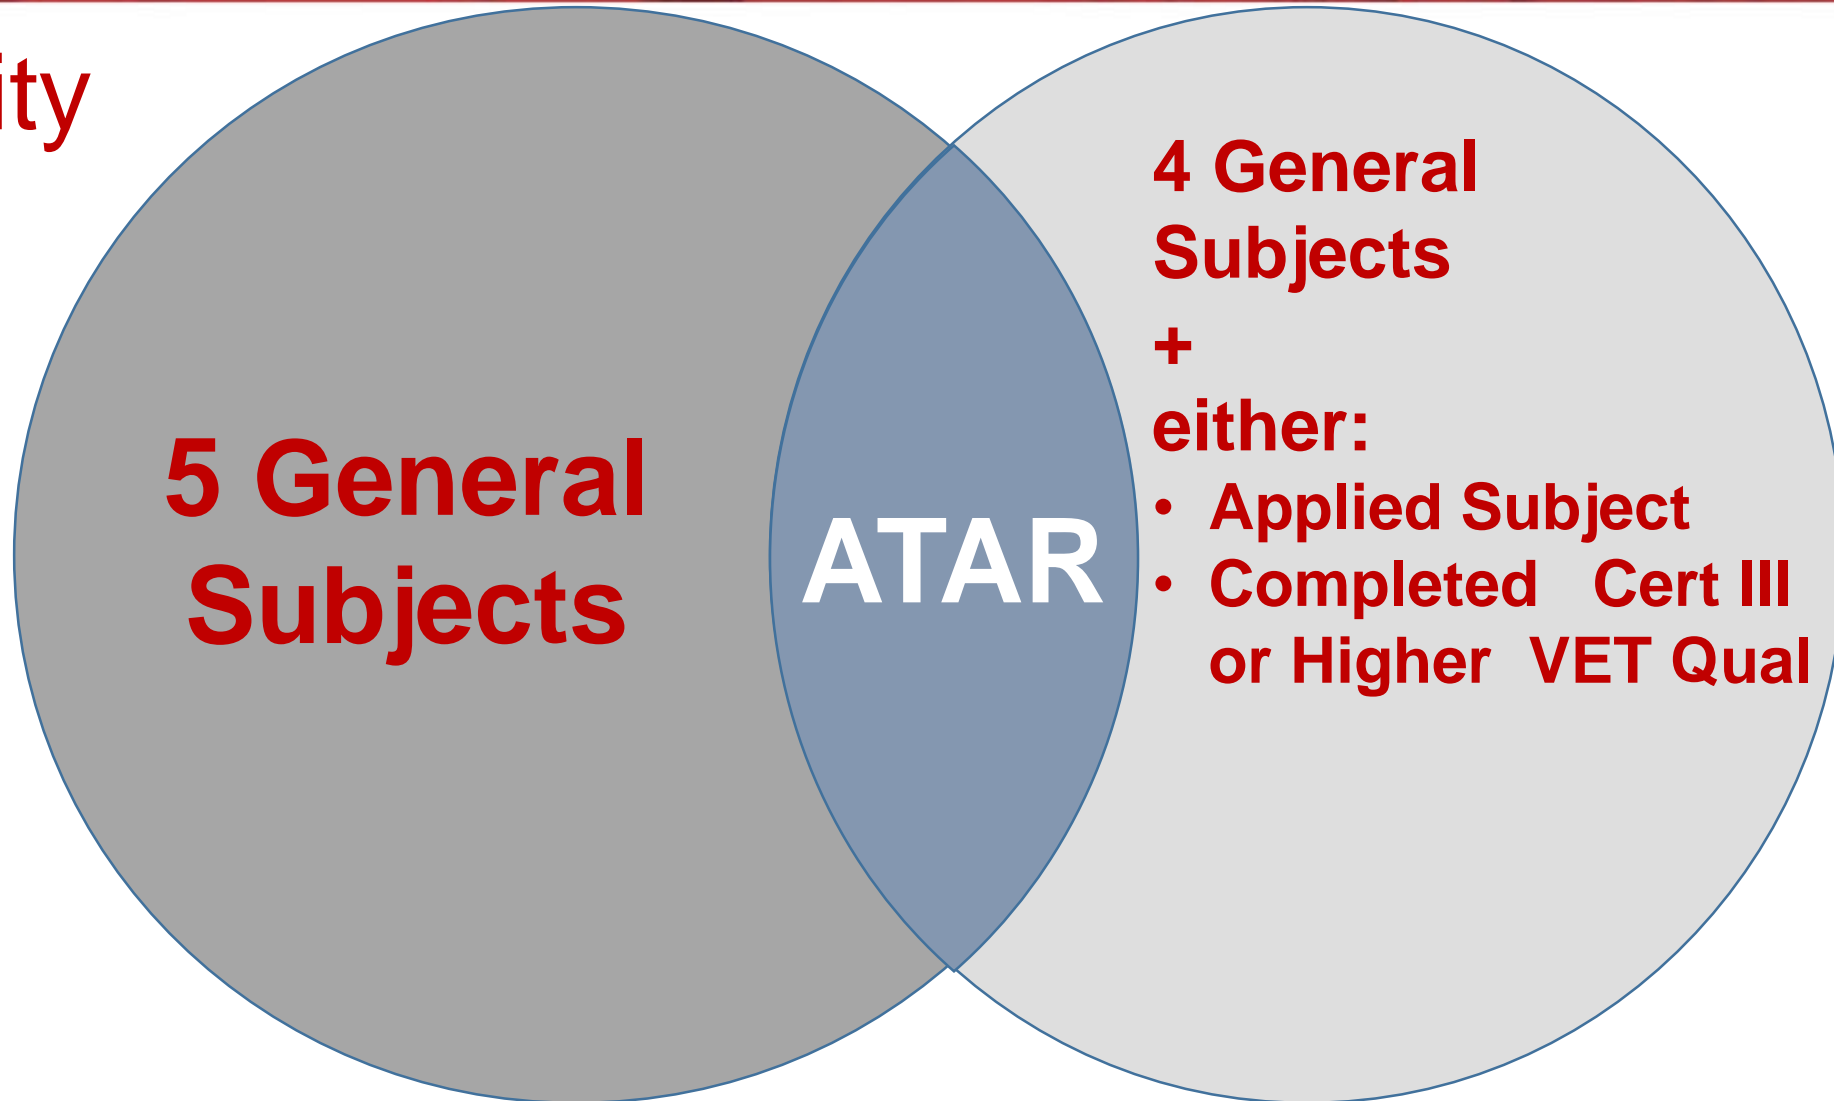 ity
5 General
Subjects
ATAR
4 General
Subjects
+
either:
• Applied Subject
• Completed Cert III
or Higher VET Qual